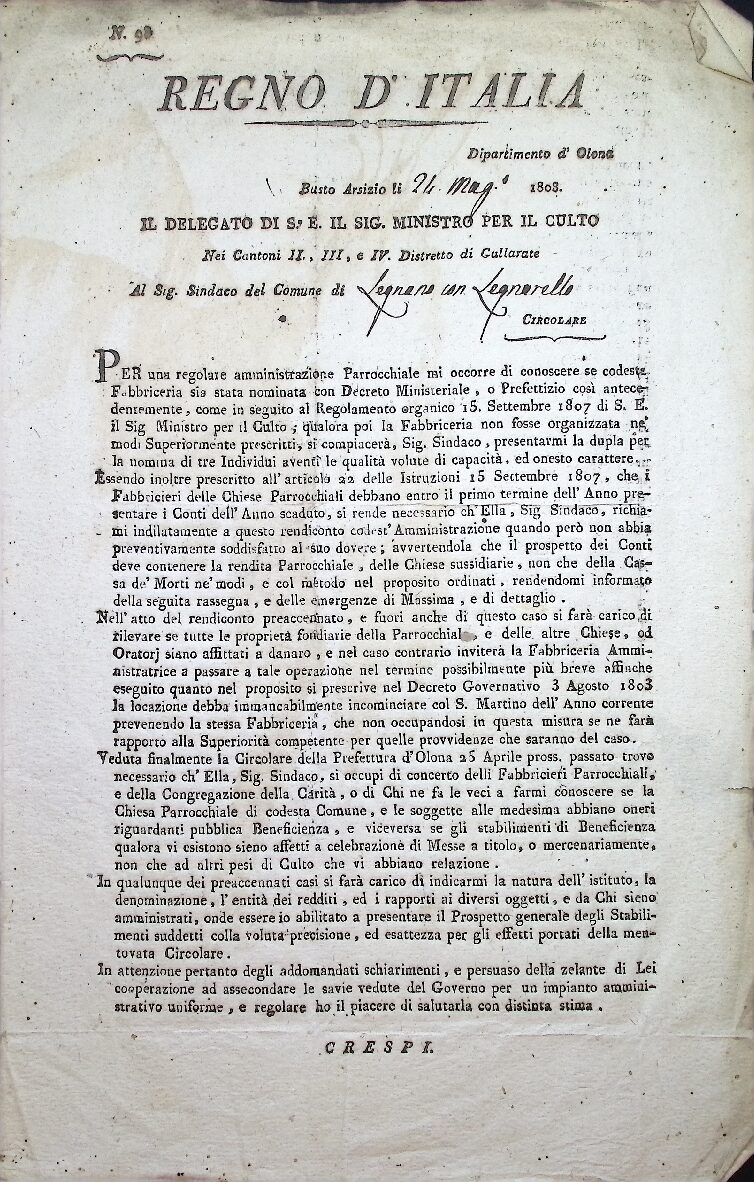 N. 98
REGNO D' ITALIA
Dipartimento d' Olona
Busto Arsizio li 24 Mag.º 1808.
IL DELEGATO DI S.ª E. IL SIG. MINISTRO PER IL CULTO
Nei Cantoni II., III, e IV. Distretto di Gallarate
Al Sig. Sindaco del Comune di Legnano con Legnarello
CIRCOLARE
PER una regolare amministrazione Parrocchiale mi occorre di conoscere se codesta
Fabbriceria sia stata nominata con Decreto Ministeriale, o Prefettizio così antece-
dentemente, come in seguito al Regolamento organico 15. Settembre 1807 di S. E.
il Sig Ministro per il Culto; qualora poi la Fabbriceria non fosse organizzata ne'
modi Superiormente prescritti, si compiacerà, Sig. Sindaco, presentarmi la dupla per
la nomina di tre Individui aventi le qualità volute di capacità, ed onesto carattere.
Essendo inoltre prescritto all' articolo 22 delle Istruzioni 15 Settembre 1807, che i
Fabbricieri delle Chiese Parrocchiali debbano entro il primo termine dell' Anno pre-
sentare i Conti dell' Anno scaduto, si rende necessario ch' Ella, Sig Sindaco, richia-
mi indilatamente a questo rendiconto codest' Amministrazione quando però non abbia
preventivamente soddisfatto al suo dovere; avvertendola che il prospetto dei Conti
deve contenere la rendita Parrocchiale, delle Chiese sussidiarie, non che della Cas-
sa de' Morti ne' modi, e col metodo nel proposito ordinati, rendendomi informato
della seguita rassegna, e delle emergenze di Massima, e di dettaglio.
Nell' atto del rendiconto preaccennato, e fuori anche di questo caso si farà carico di
rilevare se tutte le proprietà fondiarie della Parrocchial, e delle altre Chiese, od
Oratorj siano affittati a danaro, e nel caso contrario inviterà la Fabbriceria Ammi-
nistratrice a passare a tale operazione nel termine possibilmente più breve affinche
eseguito quanto nel proposito si prescrive nel Decreto Governativo 3 Agosto 1803
la locazione debba immancabilmente incominciare col S. Martino dell' Anno corrente
prevenendo la stessa Fabbriceria, che non occupandosi in questa misura se ne farà
rapporto alla Superiorità competente per quelle provvidenze che saranno del caso.
Veduta finalmente la Circolare della Prefettura d' Olona 25 Aprile pross. passato trovo
necessario ch' Ella, Sig. Sindaco, si occupi di concerto delli Fabbricieri Parrocchiali,
e della Congregazione della Carità, o di Chi ne fa le veci a farmi conoscere se la
Chiesa Parrocchiale di codesta Comune, e le soggette alle medesima abbiano oneri
riguardanti pubblica Beneficienza, e viceversa se gli stabilimenti di Beneficienza
qualora vi esistono sieno affetti a celebrazione di Messe a titolo, o mercenariamente,
non che ad altri pesi di Culto che vi abbiano relazione.
In qualunque dei preaccennati casi si farà carico di indicarmi la natura dell' istituto, la
denominazione, l' entità dei redditi, ed i rapporti ai diversi oggetti, e da Chi sieno
amministrati, onde essere io abilitato a presentare il Prospetto generale degli Stabili-
menti suddetti colla voluta precisione, ed esattezza per gli effetti portati della men-
tovata Circolare.
In attenzione pertanto degli addomandati schiarimenti, e persuaso della zelante di Lei
cooperazione ad assecondare le savie vedute del Governo per un impianto ammini-
strativo uniforme, e regolare ho il piacere di salutarla con distinta stima.
CRESPI.